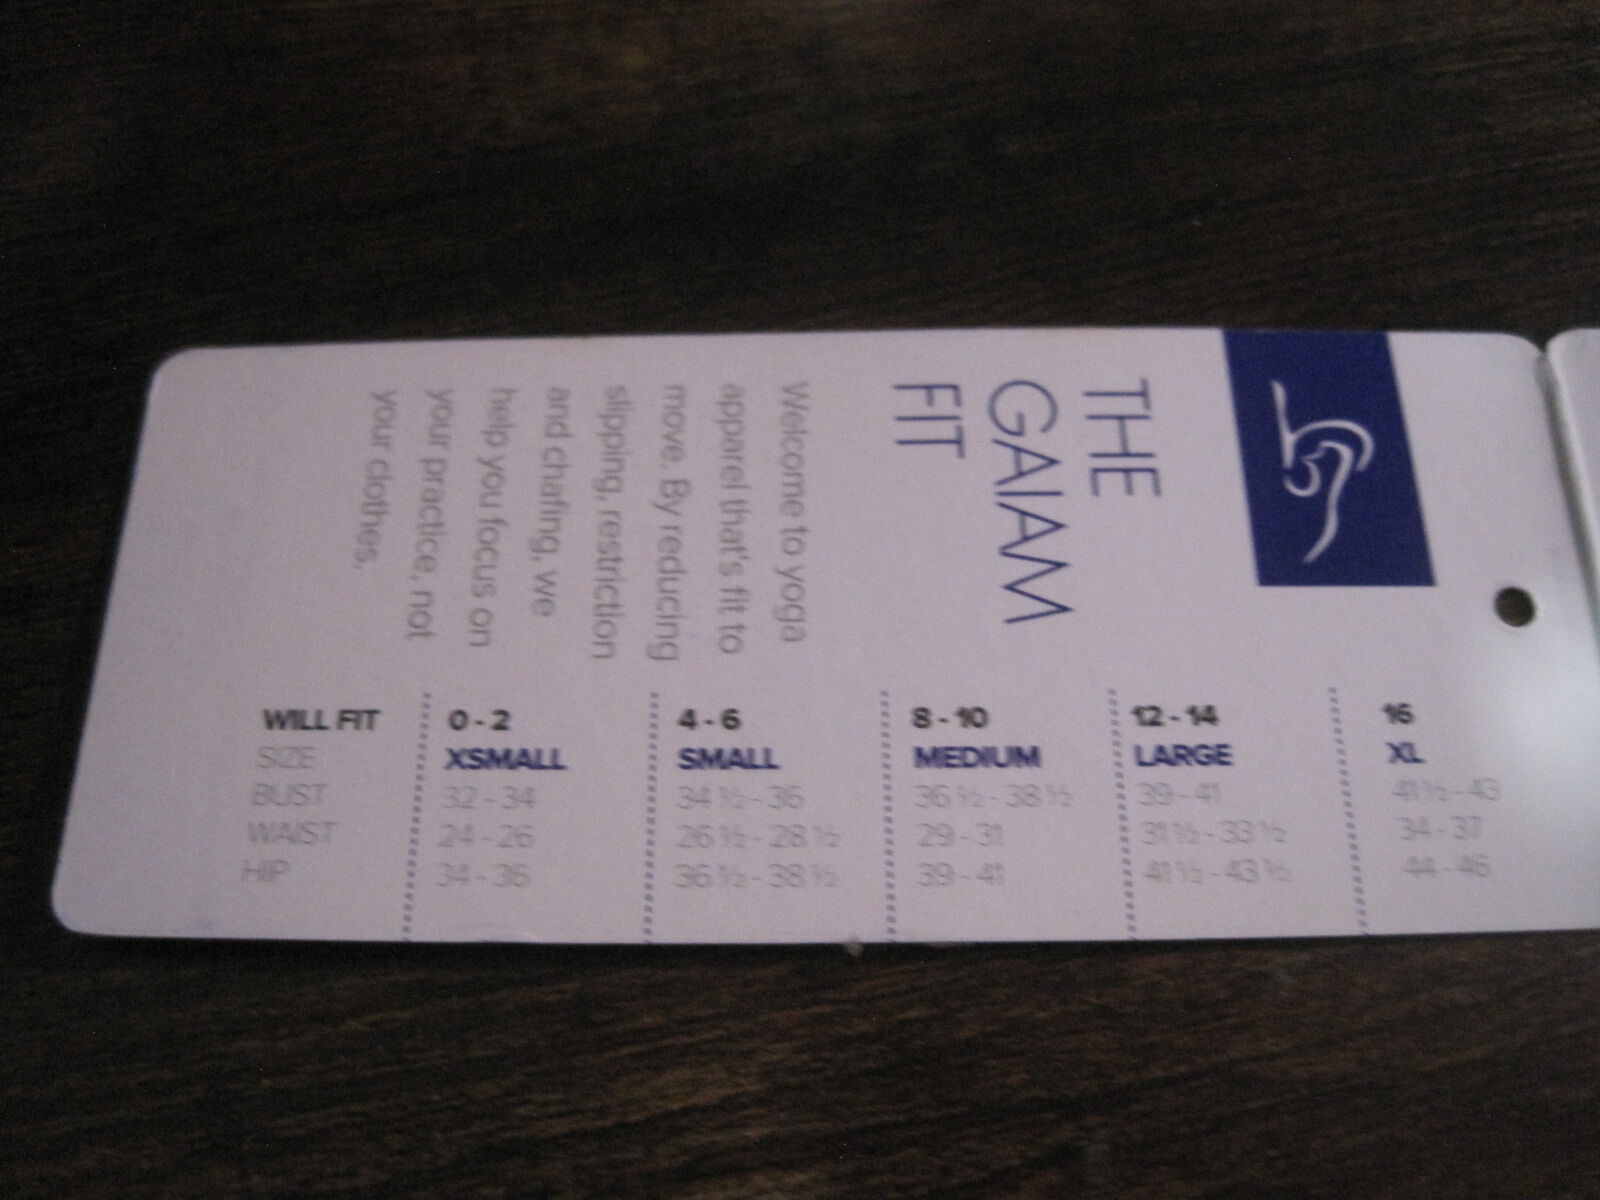 THE
GAIAM
FIT
Welcome to yoga
apparel that's fit to
move. By reducing
slipping, restriction
and chafing, we
help you focus on
your practice, not
your clothes.
WILL FIT 0 - 2 4 - 6 8 - 10 12 - 14 16
SIZE XSMALL SMALL MEDIUM LARGE XL
BUST 32 - 34 34 ½ - 36 36 ½ - 38 ½ 39 - 41 41 ½ - 43
WAIST 24 - 26 26 ½ - 28 ½ 29 - 31 31 ½ - 33 ½ 34 - 37
HIP 34 - 36 36 ½ - 38 ½ 39 - 41 41 ½ - 43 ½ 44 - 46